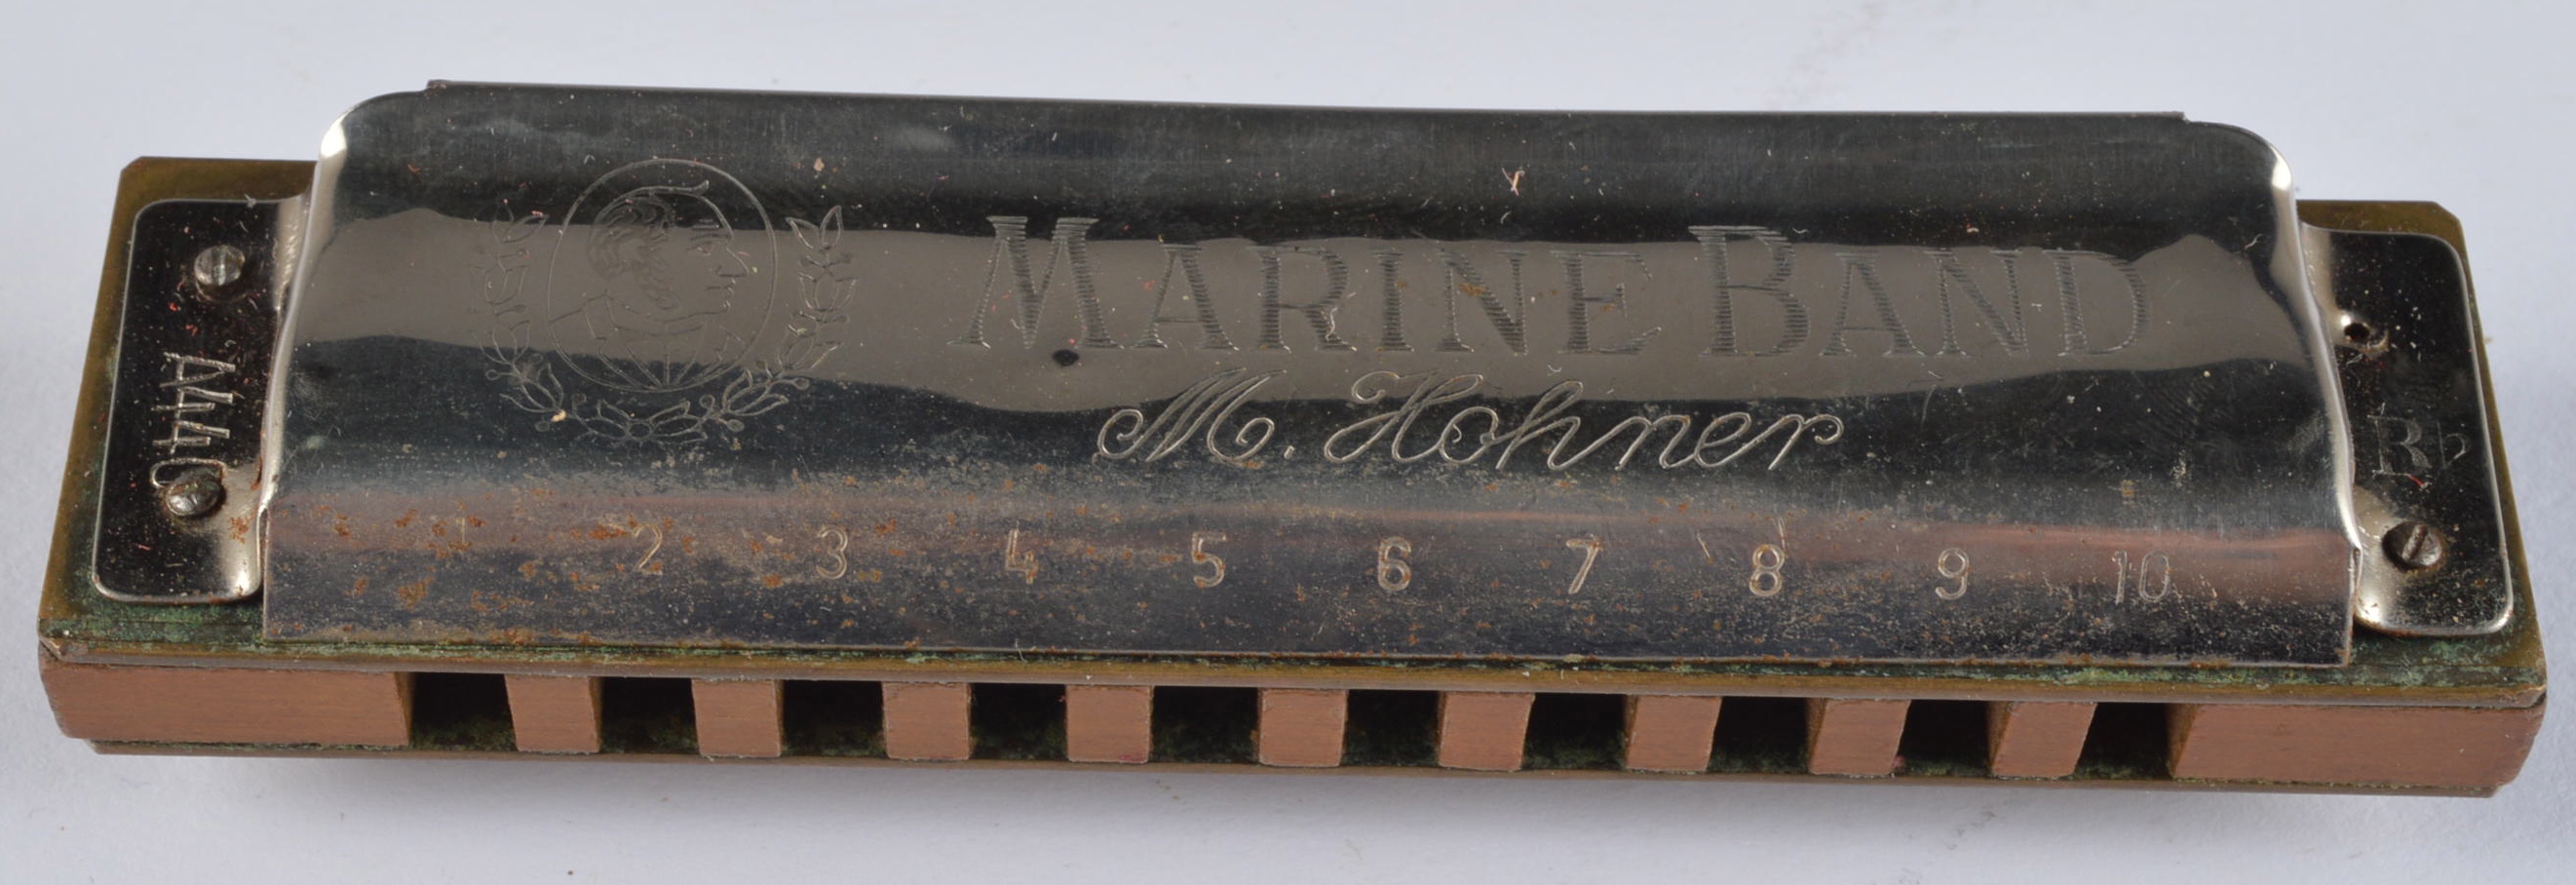 MARINE BAND
M. Hohner
A440
B♭
1 2 3 4 5 6 7 8 9 10